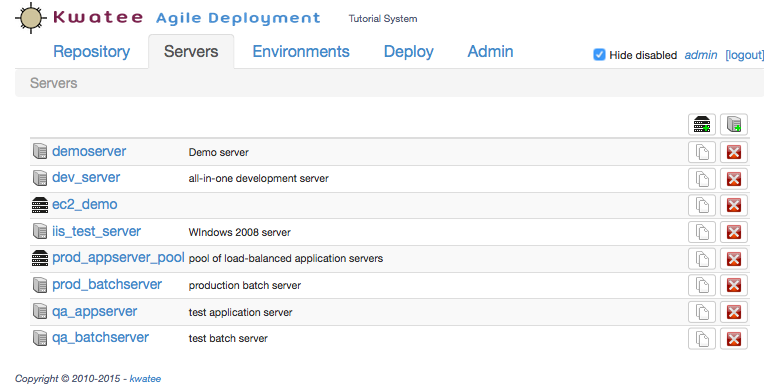 Kwatee Agile Deployment Tutorial System
Repository Servers Environments Deploy Admin Hide disabled admin [logout]
Servers
demoserver Demo server
dev_server all-in-one development server
ec2_demo
iis_test_server WIndows 2008 server
prod_appserver_pool pool of load-balanced application servers
prod_batchserver production batch server
qa_appserver test application server
qa_batchserver test batch server
Copyright © 2010-2015 - kwatee